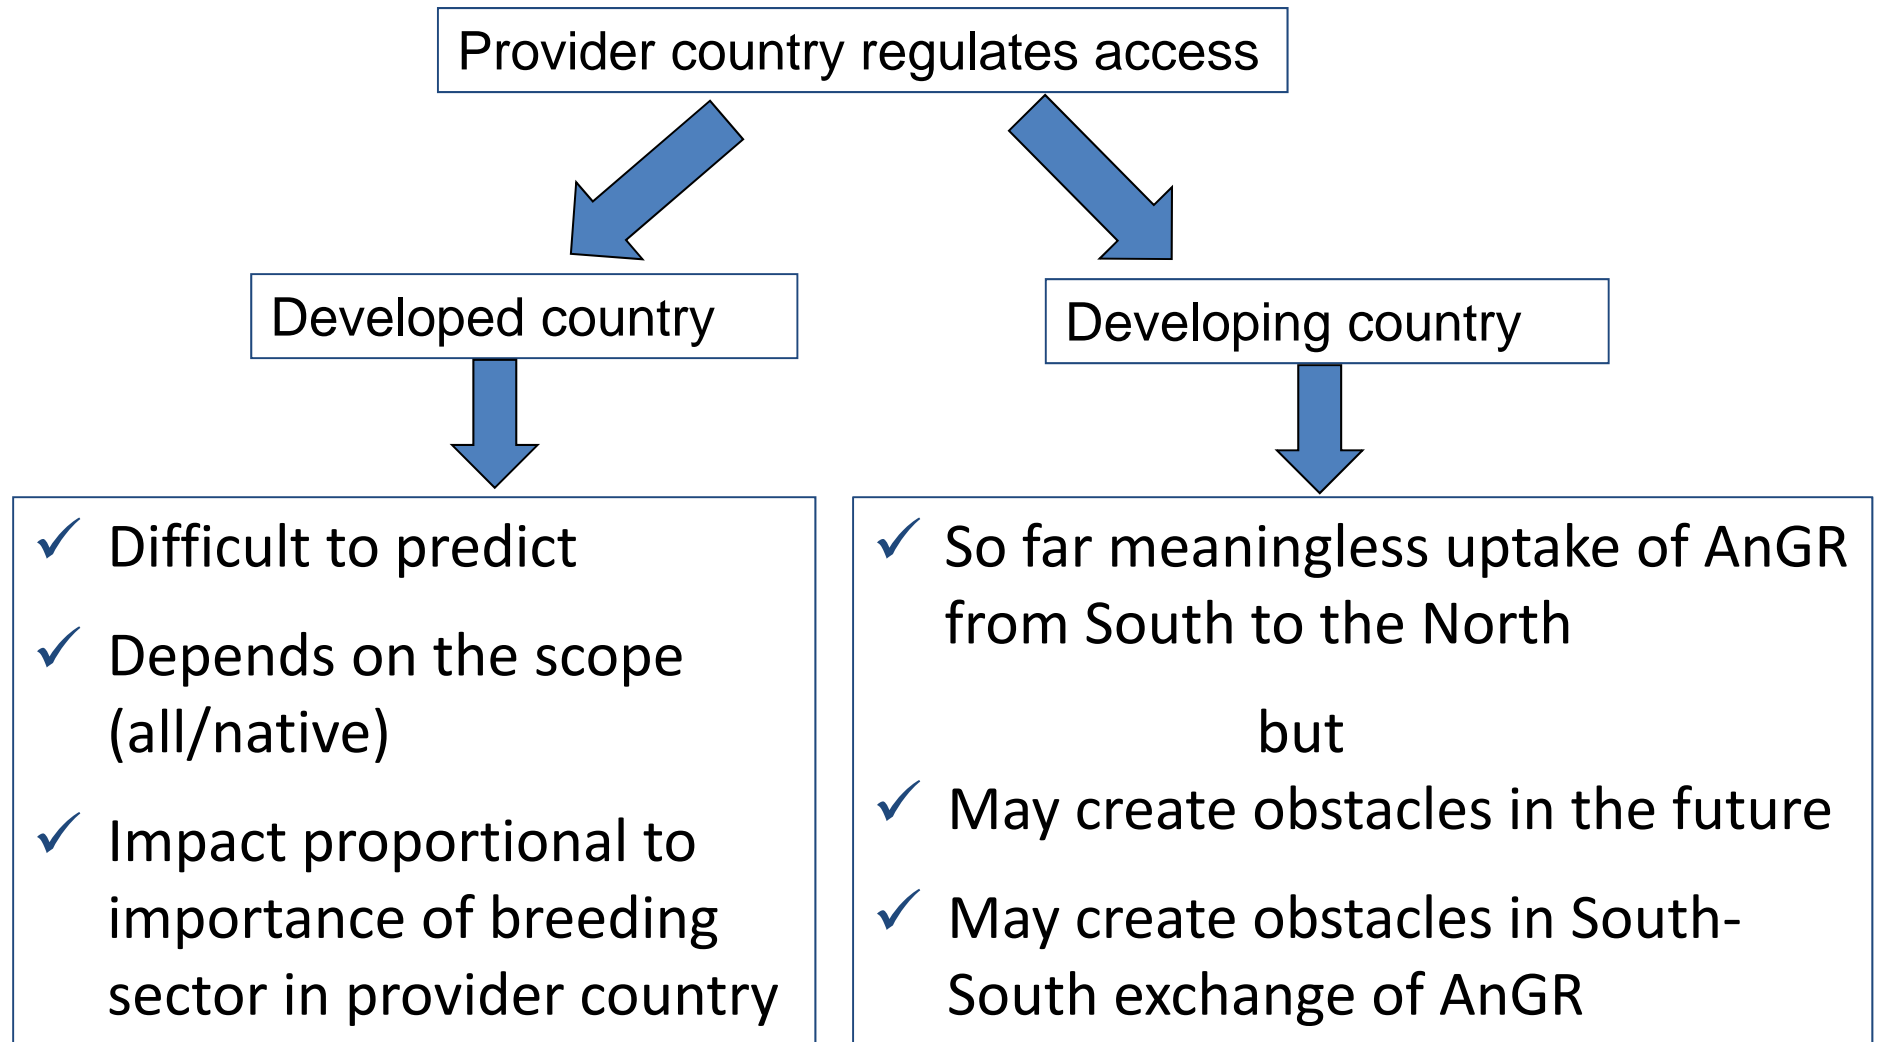 Provider country regulates access
Developed country
Developing country
✓ Difficult to predict
✓ Depends on the scope
(all/native)
✓ Impact proportional to
importance of breeding
sector in provider country
✓ So far meaningless uptake of AnGR
from South to the North
but
✓ May create obstacles in the future
✓ May create obstacles in South-
South exchange of AnGR